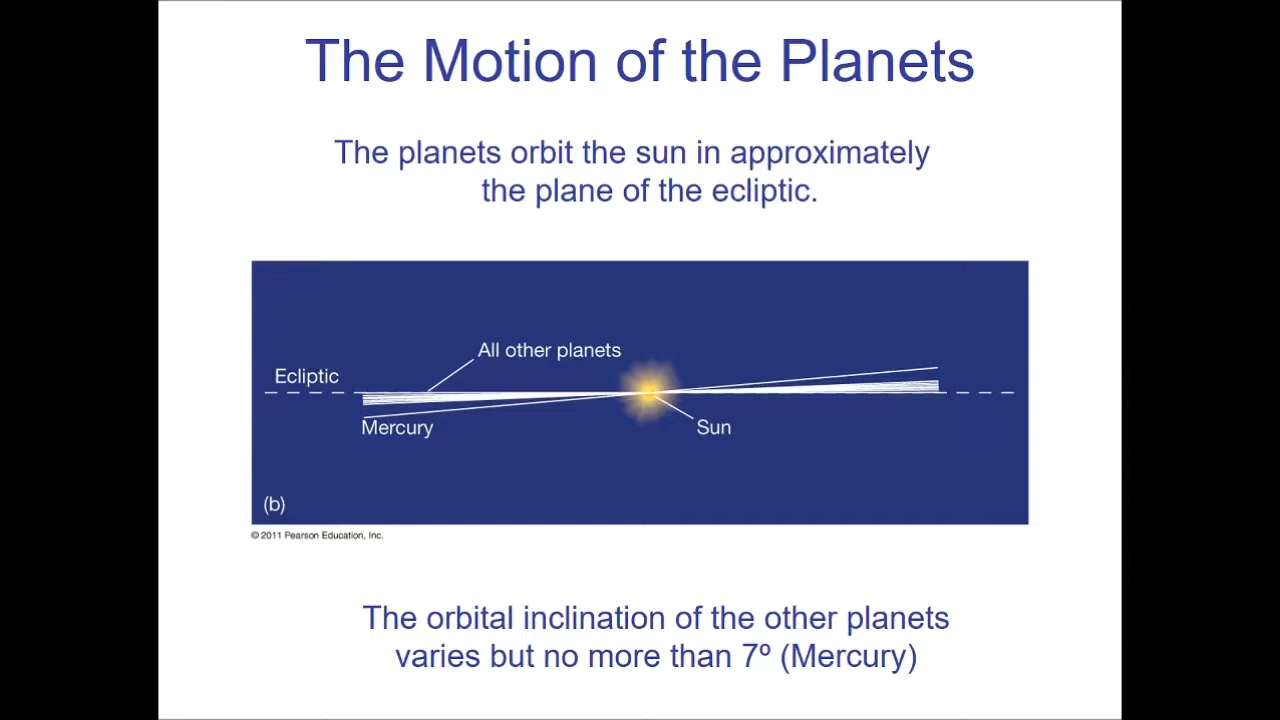 The Motion of the Planets
The planets orbit the sun in approximately
the plane of the ecliptic.
All other planets
Ecliptic
Mercury
Sun
(b)
© 2011 Pearson Education, Inc.
The orbital inclination of the other planets
varies but no more than 7º (Mercury)